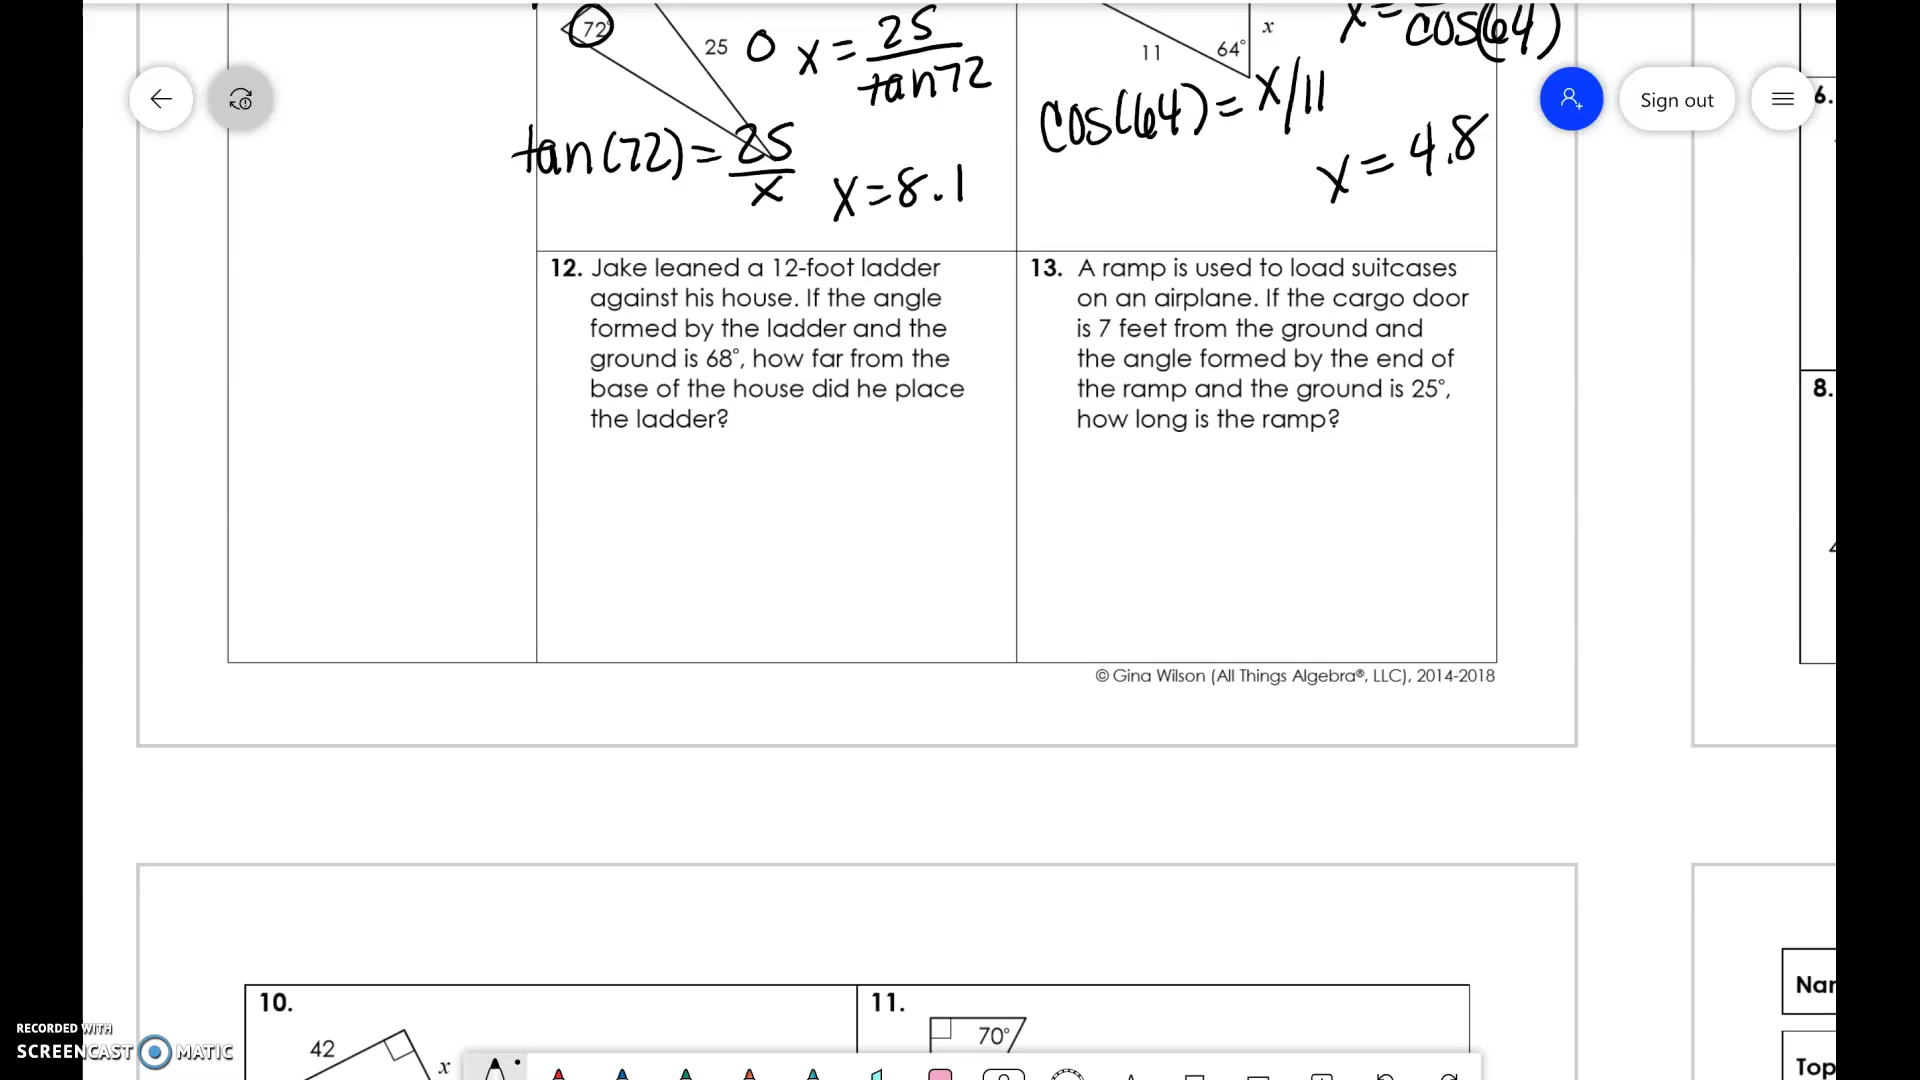 72°
25 O x = 25 / tan72
tan(72) = 25 / x
x = 8.1
11
64°
x
x =
cos(64)
cos(64) = x/11
x = 4.8
Sign out
6.
12. Jake leaned a 12-foot ladder
against his house. If the angle
formed by the ladder and the
ground is 68°, how far from the
base of the house did he place
the ladder?
13. A ramp is used to load suitcases
on an airplane. If the cargo door
is 7 feet from the ground and
the angle formed by the end of
the ramp and the ground is 25°,
how long is the ramp?
8.
© Gina Wilson (All Things Algebra®, LLC), 2014-2018
10.
42
x
11.
70°
Top
RECORDED WITH
SCREENCAST MATIC